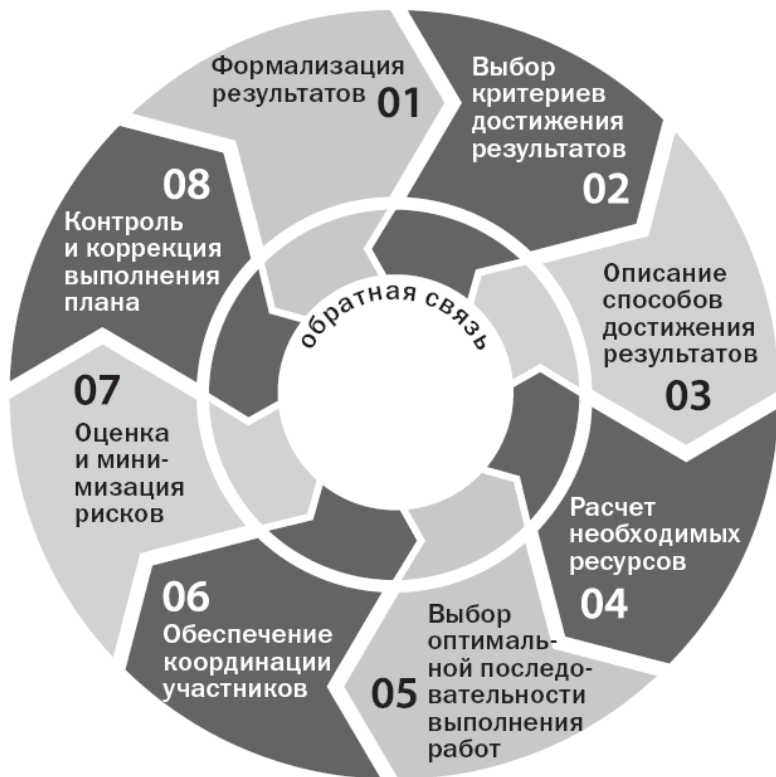 Формализация
результатов 01
Выбор
критериев
достижения
результатов
02
Описание
способов
достижения
результатов
03
Расчет
необходимых
ресурсов
04
Выбор
оптималь-
ной последо-
вательности
выполнения
работ
05
06
Обеспечение
координации
участников
07
Оценка
и мини-
мизация
рисков
08
Контроль
и коррекция
выполнения
плана
обратная связь